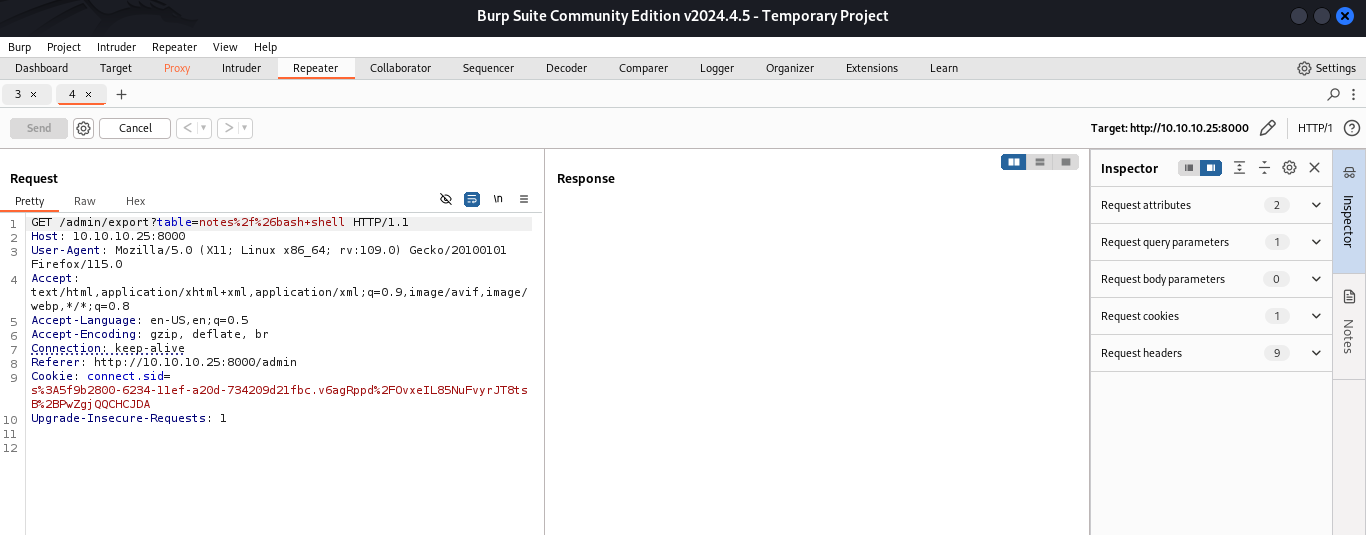 Burp Suite Community Edition v2024.4.5 - Temporary Project
Burp Project Intruder Repeater View Help
Dashboard Target Proxy Intruder Repeater Collaborator Sequencer Decoder Comparer Logger Organizer Extensions Learn Settings
3 × 4 × +
Send Cancel < > Target: http://10.10.10.25:8000 HTTP/1 ?
Request
Response
Inspector
Pretty Raw Hex \n
1 GET /admin/export?table=notes%2f%26bash+shell HTTP/1.1
2 Host: 10.10.10.25:8000
3 User-Agent: Mozilla/5.0 (X11; Linux x86_64; rv:109.0) Gecko/20100101
Firefox/115.0
4 Accept:
text/html,application/xhtml+xml,application/xml;q=0.9,image/avif,image/
webp,*/*;q=0.8
5 Accept-Language: en-US,en;q=0.5
6 Accept-Encoding: gzip, deflate, br
7 Connection: keep-alive
8 Referer: http://10.10.10.25:8000/admin
9 Cookie: connect.sid=
s%3A5f9b2800-6234-11ef-a20d-734209d21fbc.v6agRppd%2FOvxeIL85NuFvyrJT8ts
B%2BPwZgjQQCHCJDA
10 Upgrade-Insecure-Requests: 1
11
12
Request attributes 2
Request query parameters 1
Request body parameters 0
Request cookies 1
Request headers 9
Inspector
Notes